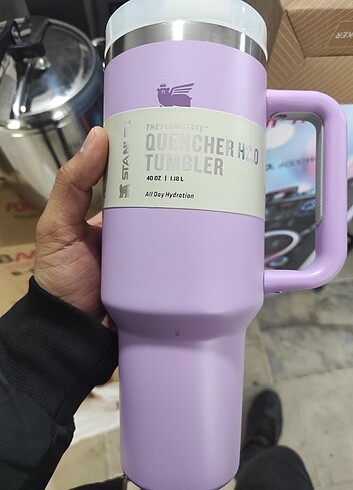 STANLEY
THE FLOWSTATE™
QUENCHER H2.0
TUMBLER
40 OZ | 1.18 L
All Day Hydration